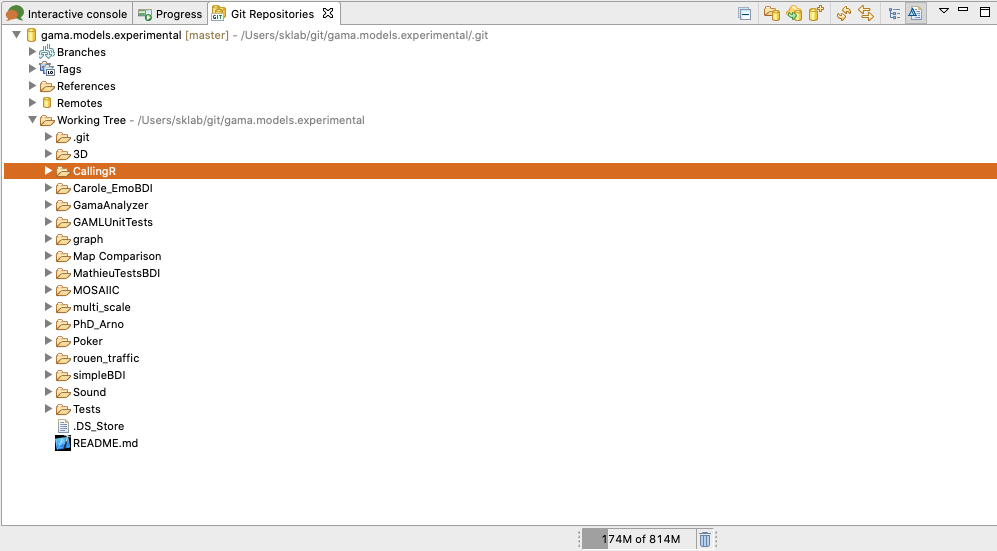 Interactive console Progress Git Repositories
gama.models.experimental [master] - /Users/sklab/git/gama.models.experimental/.git
Branches
Tags
References
Remotes
Working Tree - /Users/sklab/git/gama.models.experimental
.git
3D
CallingR
Carole_EmoBDI
GamaAnalyzer
GAMLUnitTests
graph
Map Comparison
MathieuTestsBDI
MOSAIIC
multi_scale
PhD_Arno
Poker
rouen_traffic
simpleBDI
Sound
Tests
.DS_Store
README.md
174M of 814M